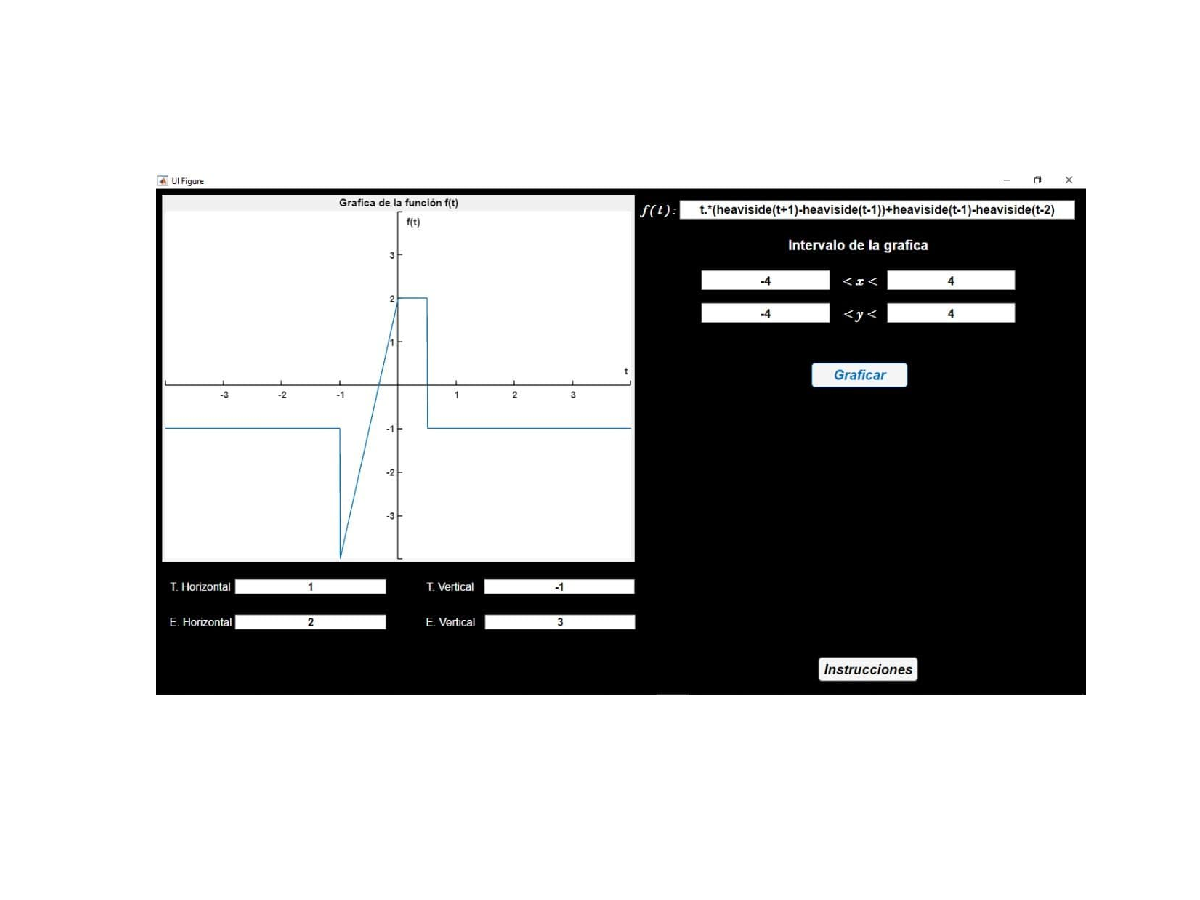 UI Figure
Grafica de la función f(t)
f(t)
3
2
1
t
-3 -2 -1 1 2 3
-1
-2
-3
f(t): t.*(heaviside(t+1)-heaviside(t-1))+heaviside(t-1)-heaviside(t-2)
Intervalo de la grafica
-4 < x < 4
-4 < y < 4
Graficar
T. Horizontal 1 T. Vertical -1
E. Horizontal 2 E. Vertical 3
Instrucciones